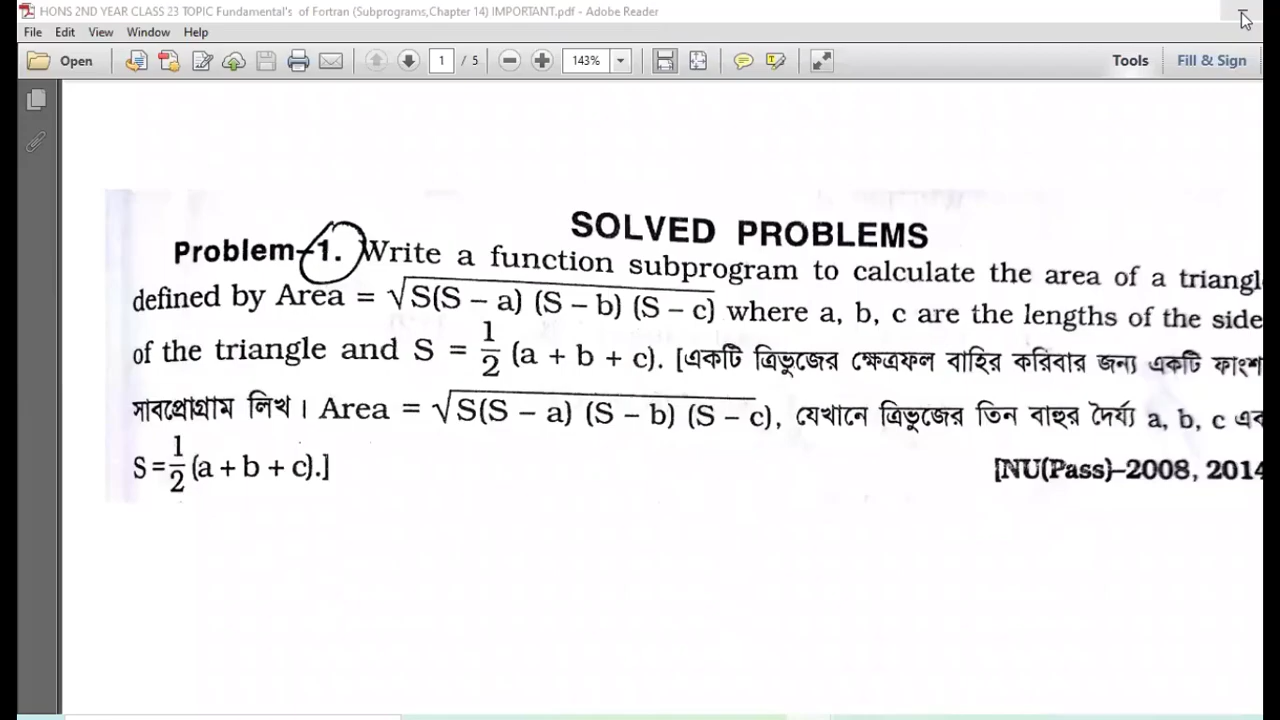 HONS 2ND YEAR CLASS 23 TOPIC Fundamental's of Fortran (Subprograms,Chapter 14) IMPORTANT.pdf - Adobe Reader
File Edit View Window Help
Open 1 / 5 143% Tools Fill & Sign
SOLVED PROBLEMS
Problem-1. Write a function subprogram to calculate the area of a triangl
defined by Area = √S(S – a) (S – b) (S – c) where a, b, c are the lengths of the side
of the triangle and S = 1/2 (a + b + c). [একটি ত্রিভুজের ক্ষেত্রফল বাহির করিবার জন্য একটি ফাংশ
সাবপ্রোগ্রাম লিখ। Area = √S(S – a) (S – b) (S – c), যেখানে ত্রিভুজের তিন বাহুর দৈর্ঘ্য a, b, c এব
S = 1/2 (a + b + c).] [NU(Pass)–2008, 2014